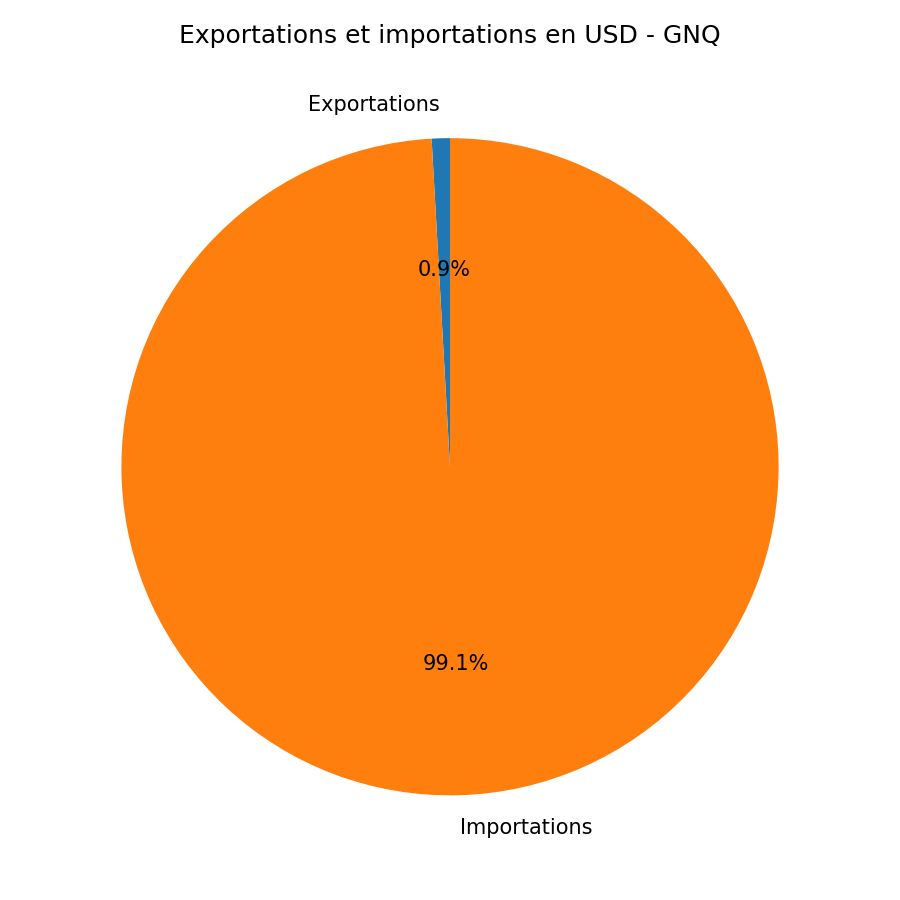 Exportations et importations en USD - GNQ
Exportations
0.9%
99.1%
Importations